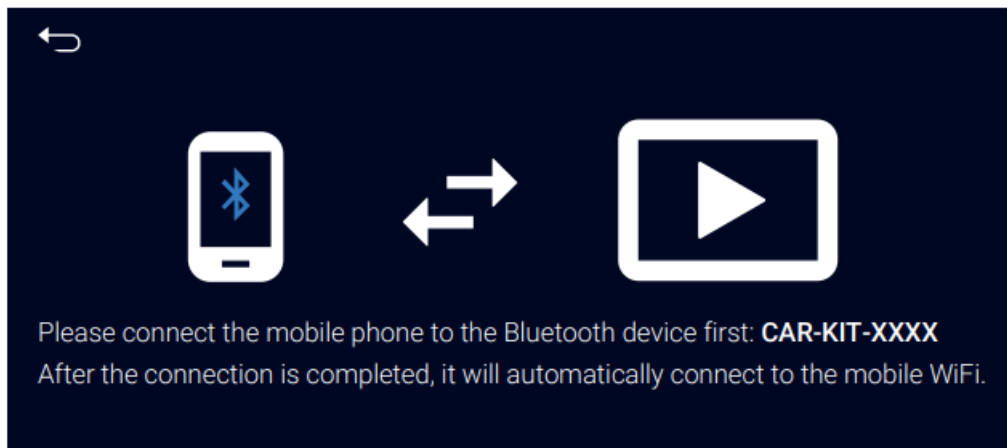 Please connect the mobile phone to the Bluetooth device first: CAR-KIT-XXXX
After the connection is completed, it will automatically connect to the mobile WiFi.